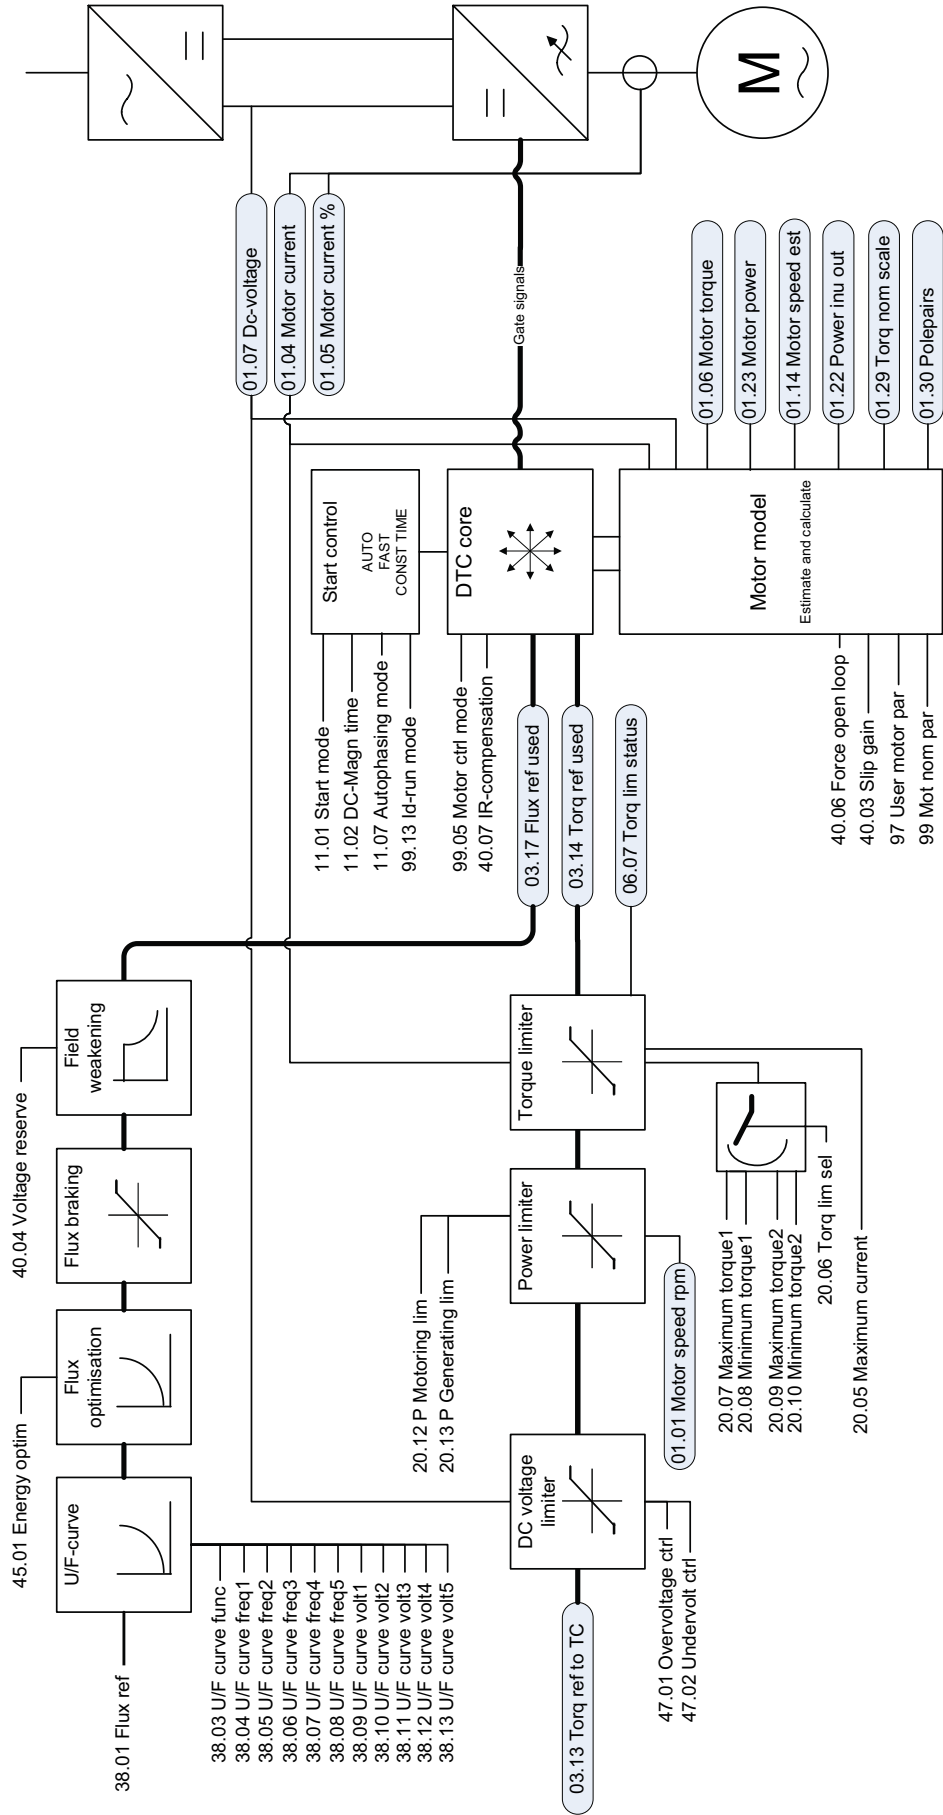 38.01 Flux ref
45.01 Energy optim
40.04 Voltage reserve
U/F-curve
Flux
optimisation
Flux braking
Field
weakening
38.03 U/F curve func
38.04 U/F curve freq1
38.05 U/F curve freq2
38.06 U/F curve freq3
38.07 U/F curve freq4
38.08 U/F curve freq5
38.09 U/F curve volt1
38.10 U/F curve volt2
38.11 U/F curve volt3
38.12 U/F curve volt4
38.13 U/F curve volt5
01.07 Dc-voltage
01.04 Motor current
01.05 Motor current %
11.01 Start mode
11.02 DC-Magn time
11.07 Autophasing mode
99.13 Id-run mode
Start control
AUTO
FAST
CONST TIME
99.05 Motor ctrl mode
40.07 IR-compensation
DTC core
Gate signals
20.12 P Motoring lim
20.13 P Generating lim
03.13 Torq ref to TC
DC voltage
limiter
Power limiter
Torque limiter
03.17 Flux ref used
03.14 Torq ref used
06.07 Torq lim status
47.01 Overvoltage ctrl
47.02 Undervolt ctrl
01.01 Motor speed rpm
20.07 Maximum torque1
20.08 Minimum torque1
20.09 Maximum torque2
20.10 Minimum torque2
20.06 Torq lim sel
20.05 Maximum current
40.06 Force open loop
40.03 Slip gain
97 User motor par
99 Mot nom par
Motor model
Estimate and calculate
01.06 Motor torque
01.23 Motor power
01.14 Motor speed est
01.22 Power inu out
01.29 Torq nom scale
01.30 Polepairs
M